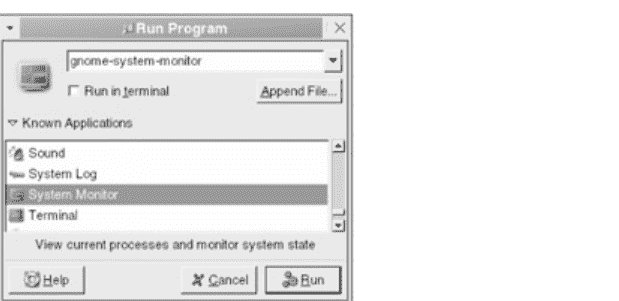 Run Program
gnome-system-monitor
Run in terminal
Append File...
Known Applications
Sound
System Log
System Monitor
Terminal
View current processes and monitor system state
Help
Cancel
Run